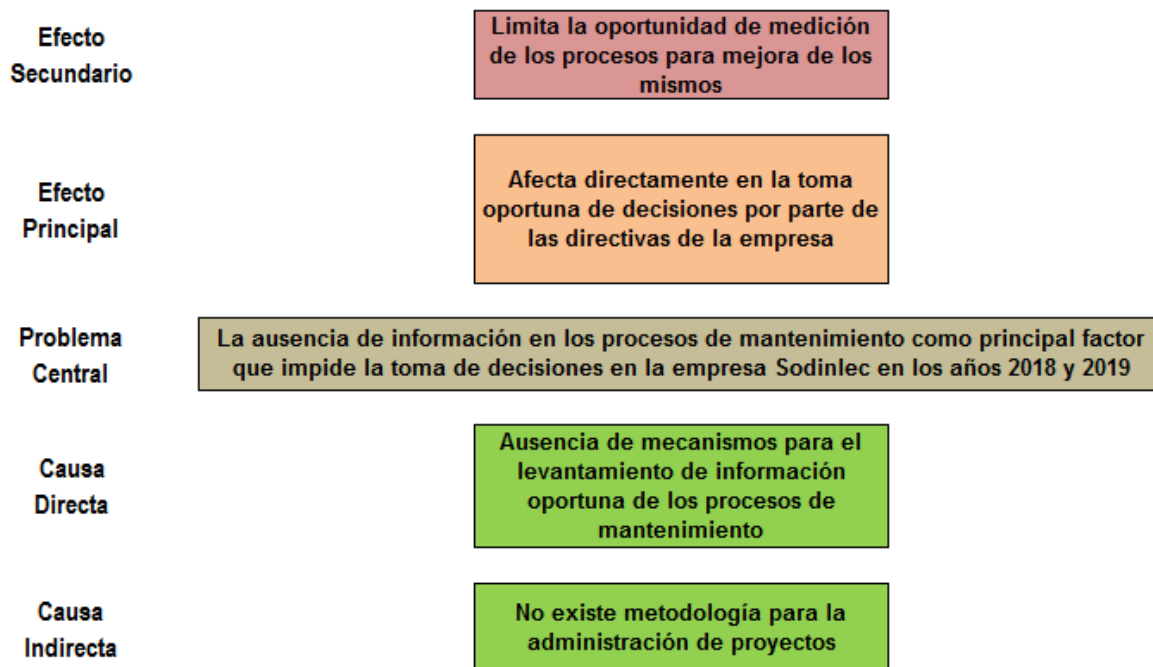 Efecto
Secundario
Limita la oportunidad de medición
de los procesos para mejora de los
mismos
Efecto
Principal
Afecta directamente en la toma
oportuna de decisiones por parte de
las directivas de la empresa
Problema
Central
La ausencia de información en los procesos de mantenimiento como principal factor
que impide la toma de decisiones en la empresa Sodinlec en los años 2018 y 2019
Causa
Directa
Ausencia de mecanismos para el
levantamiento de información
oportuna de los procesos de
mantenimiento
Causa
Indirecta
No existe metodología para la
administración de proyectos